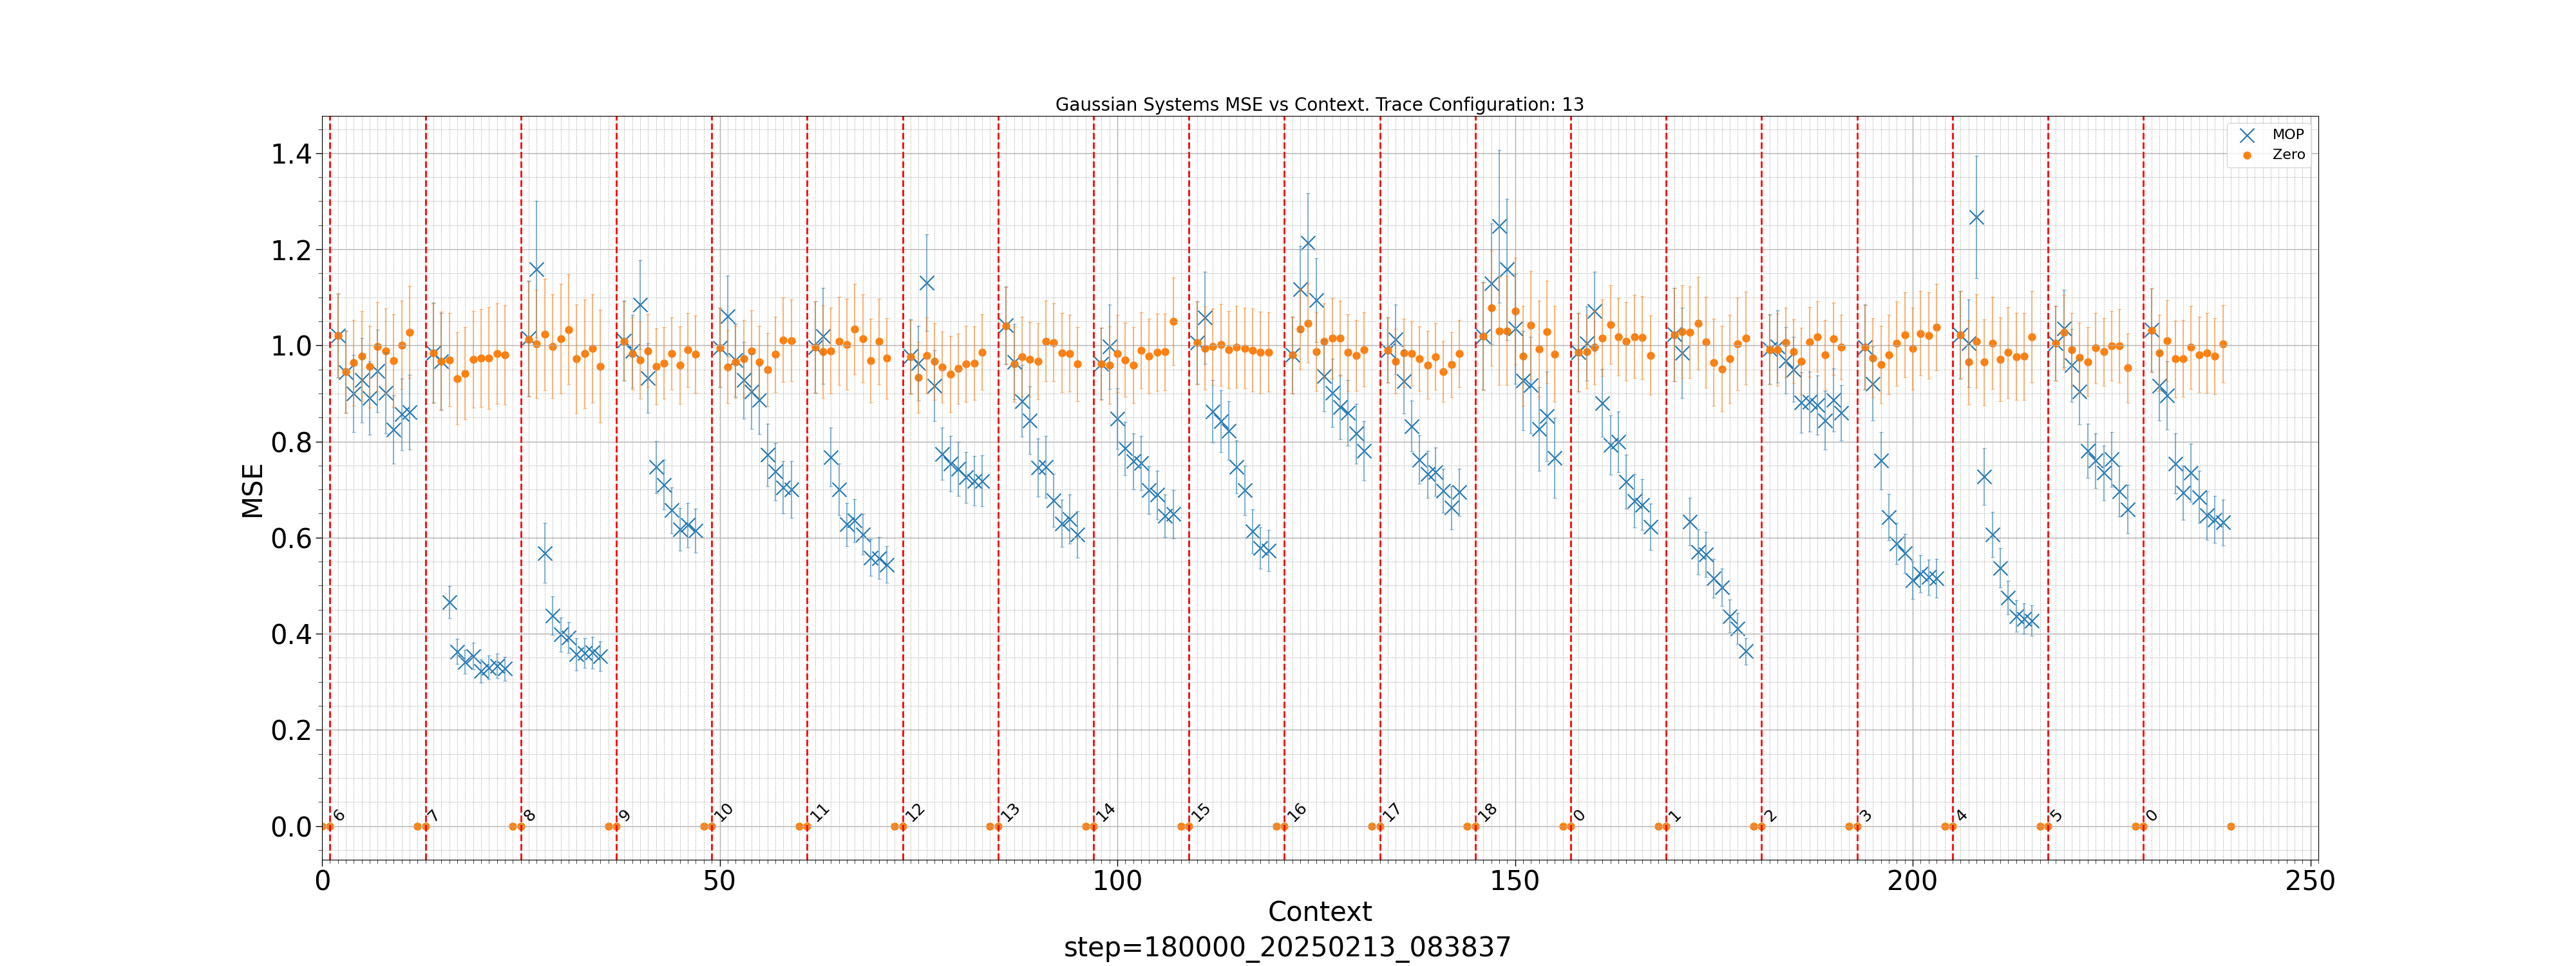 Gaussian Systems MSE vs Context. Trace Configuration: 13
MOP
Zero
1.4
1.2
1.0
0.8
0.6
0.4
0.2
0.0
MSE
6 7 8 9 10 11 12 13 14 15 16 17 18 0 1 2 3 4 5 0
0 50 100 150 200 250
Context
step=180000_20250213_083837